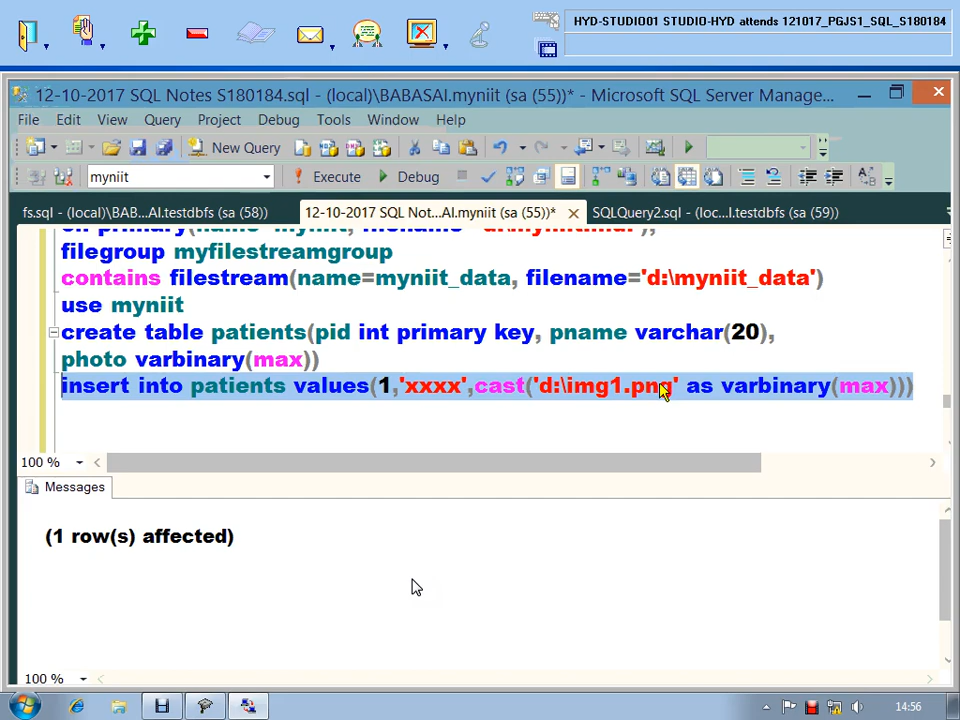 HYD-STUDIO01 STUDIO-HYD attends 121017_PGJS1_SQL_S180184
12-10-2017 SQL Notes S180184.sql - (local)\BABASAI.myniit (sa (55))* - Microsoft SQL Server Manage...
File Edit View Query Project Debug Tools Window Help
New Query
myniit Execute Debug
fs.sql - (local)\BAB...AI.testdbfs (sa (58)) 12-10-2017 SQL Not...AI.myniit (sa (55))* SQLQuery2.sql - (loc...I.testdbfs (sa (59))
filegroup myfilestreamgroup
contains filestream(name=myniit_data, filename='d:\myniit_data')
use myniit
create table patients(pid int primary key, pname varchar(20),
photo varbinary(max))
insert into patients values(1,'xxxx',cast('d:\img1.png' as varbinary(max)))
100 %
Messages
(1 row(s) affected)
100 %
14:56